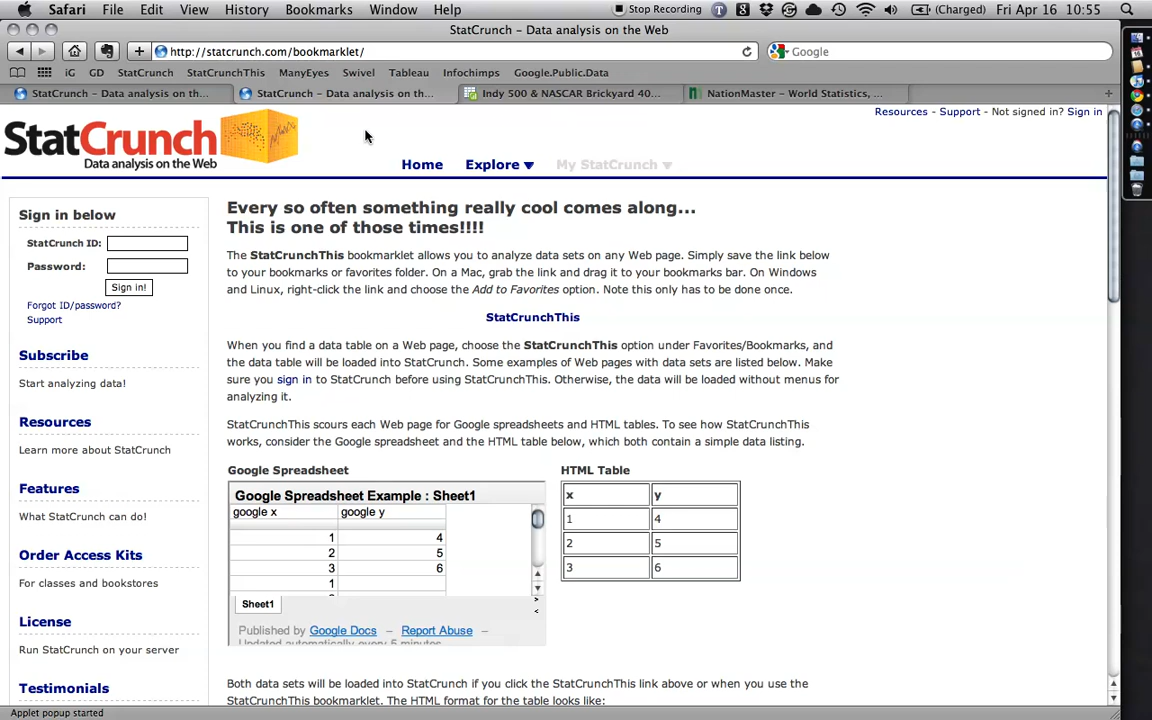 Safari File Edit View History Bookmarks Window Help Stop Recording (Charged) Fri Apr 16 10:55
StatCrunch - Data analysis on the Web
http://statcrunch.com/bookmarklet/ Google
iG GD StatCrunch StatCrunchThis ManyEyes Swivel Tableau Infochimps Google.Public.Data
StatCrunch - Data analysis on th... StatCrunch - Data analysis on th... Indy 500 & NASCAR Brickyard 40... NationMaster - World Statistics, ...
Resources - Support - Not signed in? Sign in
StatCrunch
Data analysis on the Web
Home Explore My StatCrunch
Sign in below
StatCrunch ID:
Password:
Sign in!
Forgot ID/password?
Support
Subscribe
Start analyzing data!
Resources
Learn more about StatCrunch
Features
What StatCrunch can do!
Order Access Kits
For classes and bookstores
License
Run StatCrunch on your server
Testimonials
Every so often something really cool comes along...
This is one of those times!!!!
The StatCrunchThis bookmarklet allows you to analyze data sets on any Web page. Simply save the link below
to your bookmarks or favorites folder. On a Mac, grab the link and drag it to your bookmarks bar. On Windows
and Linux, right-click the link and choose the Add to Favorites option. Note this only has to be done once.
StatCrunchThis
When you find a data table on a Web page, choose the StatCrunchThis option under Favorites/Bookmarks, and
the data table will be loaded into StatCrunch. Some examples of Web pages with data sets are listed below. Make
sure you sign in to StatCrunch before using StatCrunchThis. Otherwise, the data will be loaded without menus for
analyzing it.
StatCrunchThis scours each Web page for Google spreadsheets and HTML tables. To see how StatCrunchThis
works, consider the Google spreadsheet and the HTML table below, which both contain a simple data listing.
Google Spreadsheet
Google Spreadsheet Example : Sheet1
google x google y
1 4
2 5
3 6
1
Sheet1
Published by Google Docs – Report Abuse –
Updated automatically every 5 minutes
HTML Table
x y
1 4
2 5
3 6
Both data sets will be loaded into StatCrunch if you click the StatCrunchThis link above or when you use the
StatCrunchThis bookmarklet. The HTML format for the table looks like:
Applet popup started